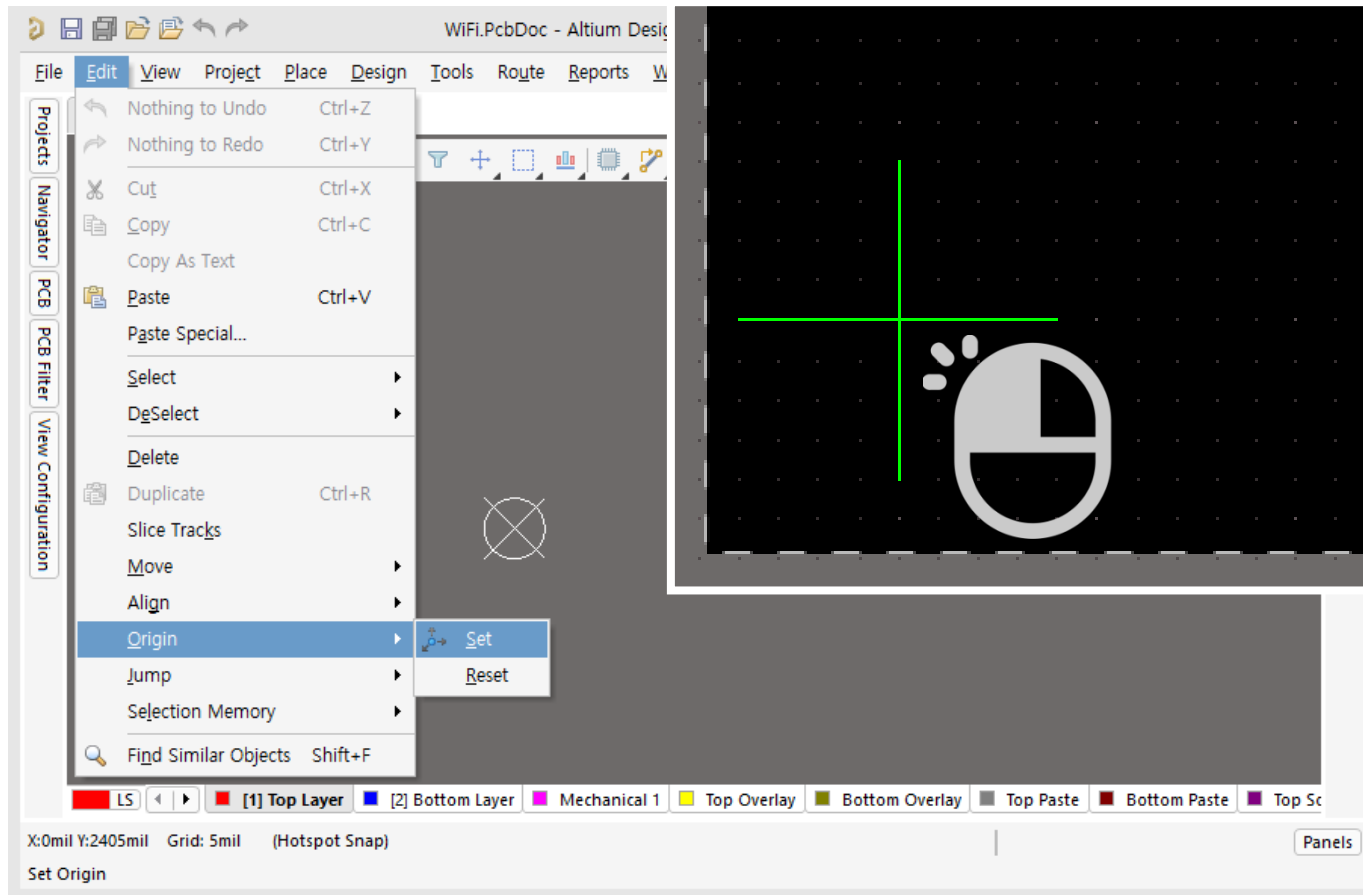 WiFi.PcbDoc - Altium Desig
File Edit View Project Place Design Tools Route Reports W
Projects
Navigator
PCB
PCB Filter
View Configuration
Nothing to Undo Ctrl+Z
Nothing to Redo Ctrl+Y
Cut Ctrl+X
Copy Ctrl+C
Copy As Text
Paste Ctrl+V
Paste Special...
Select
DeSelect
Delete
Duplicate Ctrl+R
Slice Tracks
Move
Align
Origin
Set
Reset
Jump
Selection Memory
Find Similar Objects Shift+F
LS [1] Top Layer [2] Bottom Layer Mechanical 1 Top Overlay Bottom Overlay Top Paste Bottom Paste Top Sc
X:0mil Y:2405mil Grid: 5mil (Hotspot Snap) Panels
Set Origin